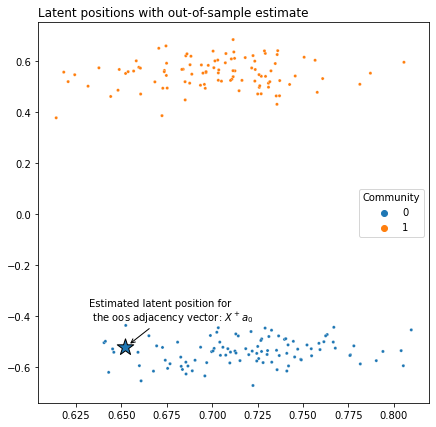 Latent positions with out-of-sample estimate
0.6
0.4
0.2
0.0
−0.2
−0.4
−0.6
Community
0
1
Estimated latent position for
the oos adjacency vector: $X^+a_0$
0.625 0.650 0.675 0.700 0.725 0.750 0.775 0.800